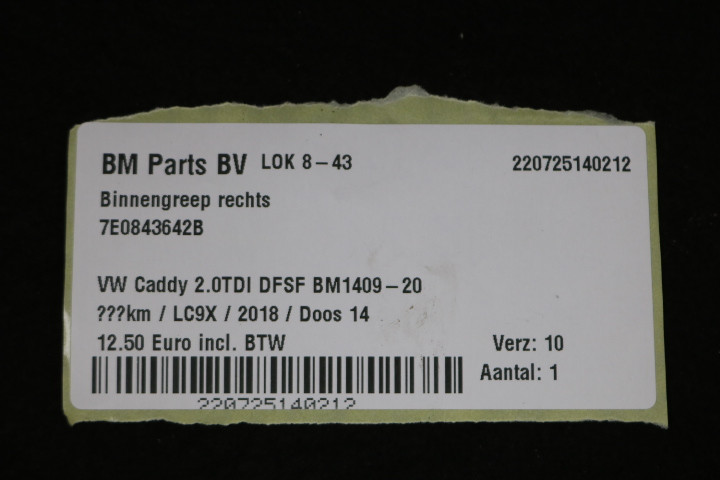 BM Parts BV LOK 8-43 220725140212
Binnengreep rechts
7E0843642B
VW Caddy 2.0TDI DFSF BM1409-20
???km / LC9X / 2018 / Doos 14
12.50 Euro incl. BTW Verz: 10
Aantal: 1
220725140212